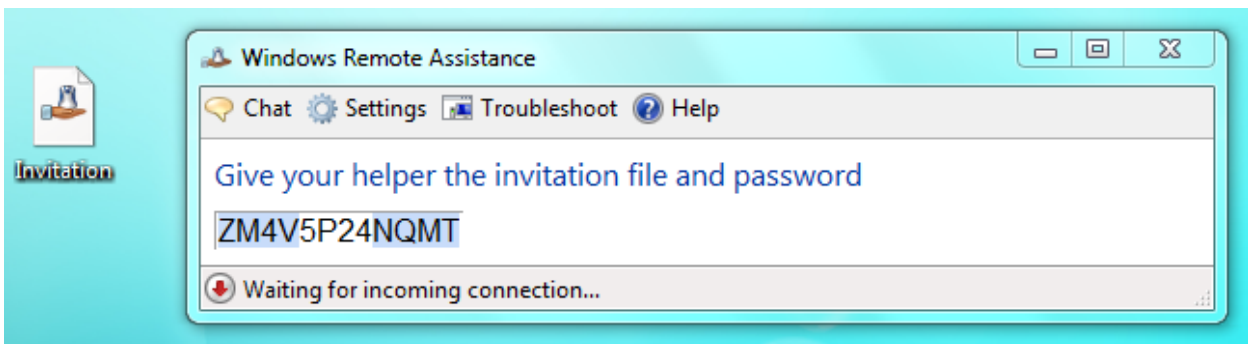 Windows Remote Assistance
Chat Settings Troubleshoot Help
Invitation
Give your helper the invitation file and password
ZM4V5P24NQMT
Waiting for incoming connection...